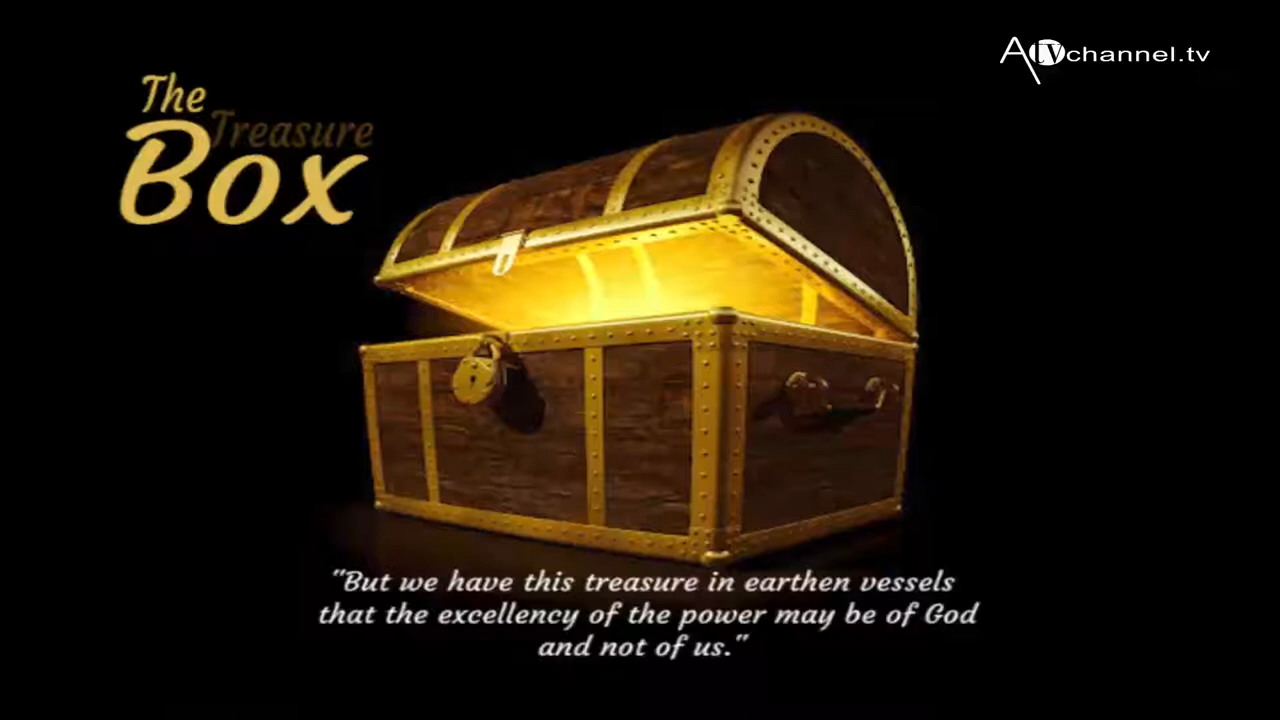 The
Treasure
Box
Atvchannel.tv
"But we have this treasure in earthen vessels
that the excellency of the power may be of God
and not of us."